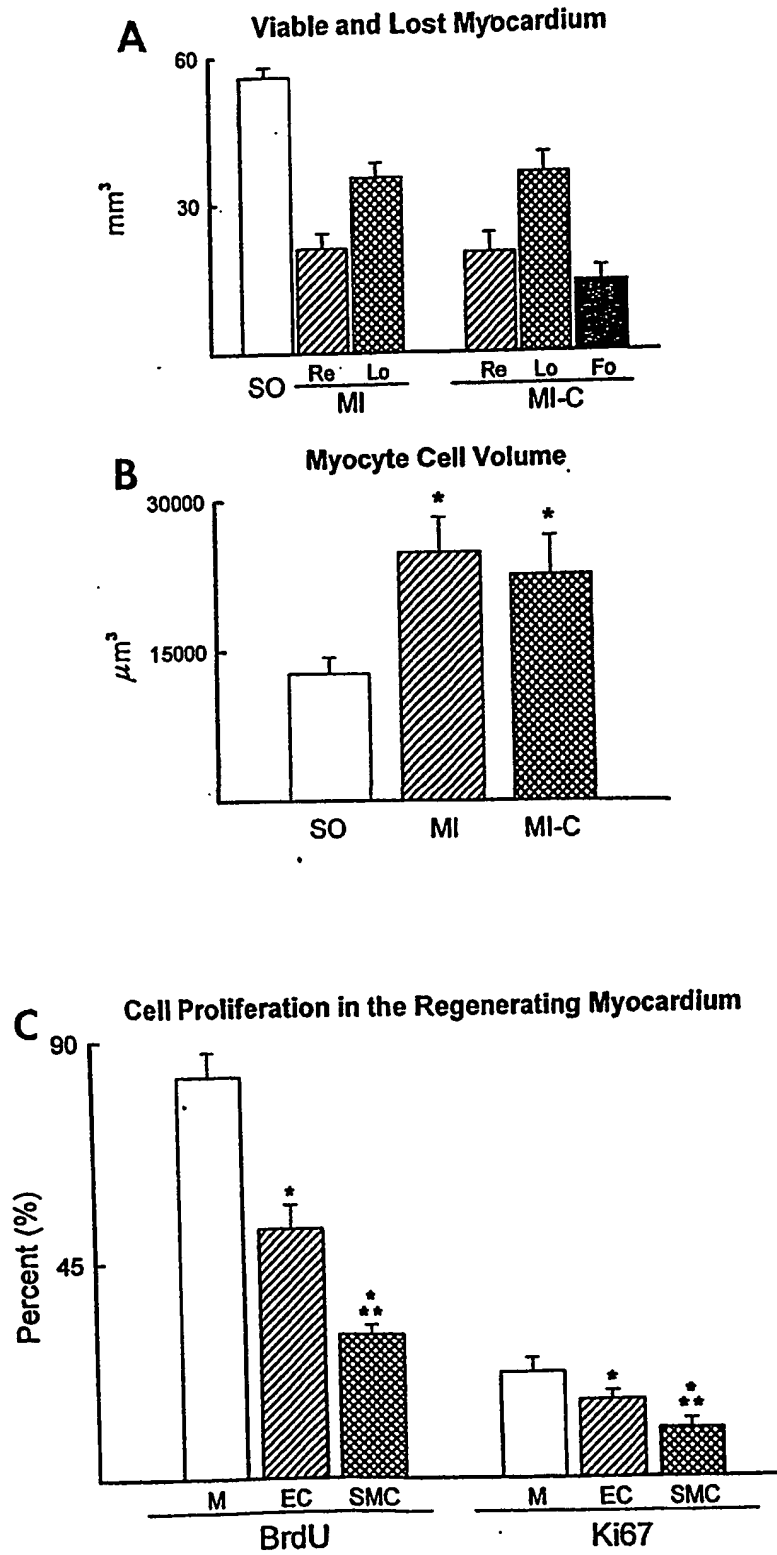 A
Viable and Lost Myocardium
60
30
mm³
SO
Re Lo
MI
Re Lo Fo
MI-C
B
Myocyte Cell Volume
*
*
30000
15000
μm³
SO MI MI-C
C
Cell Proliferation in the Regenerating Myocardium
90
45
Percent (%)
*
*
**
*
*
**
M EC SMC
BrdU
M EC SMC
Ki67